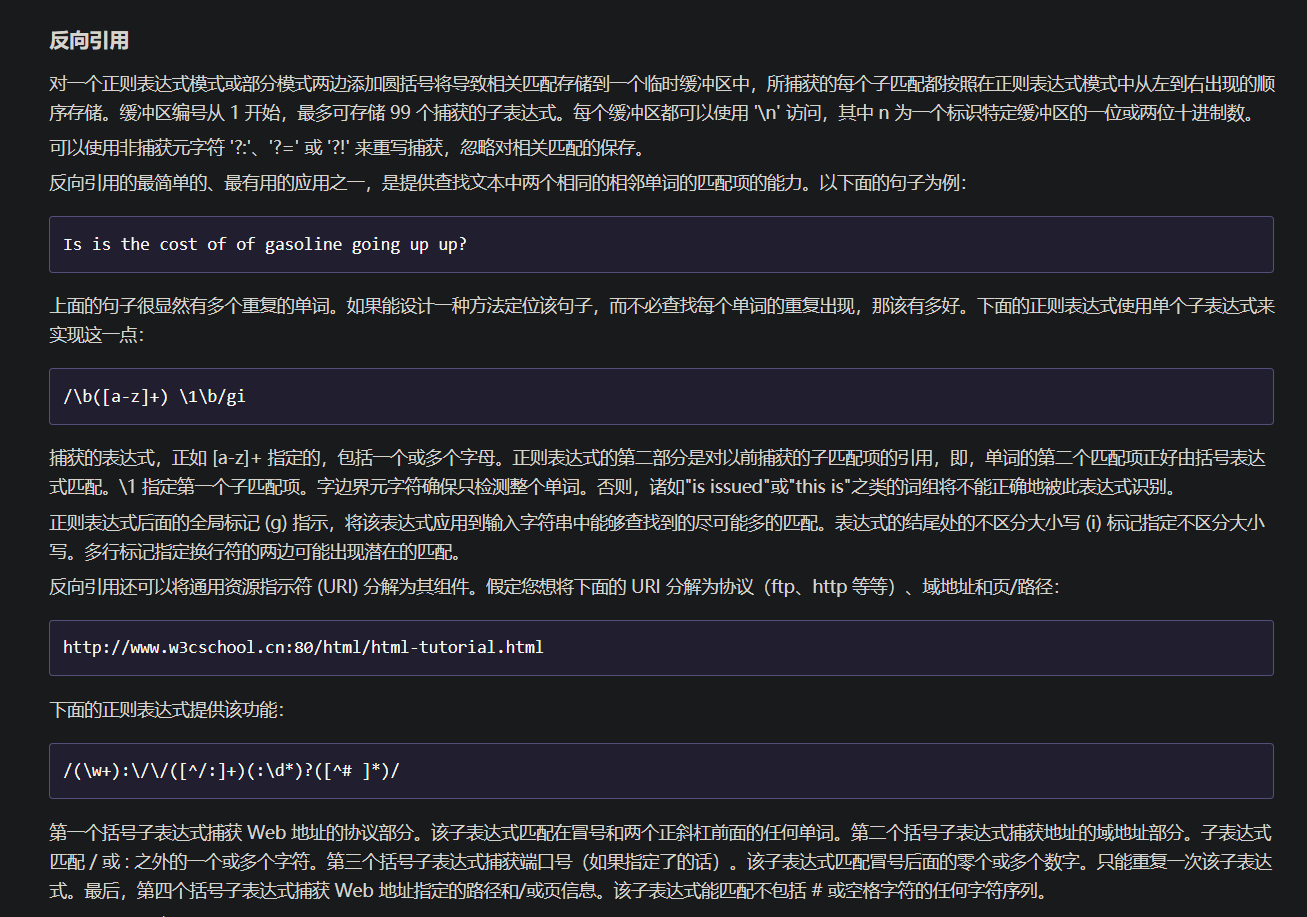 反向引用
对一个正则表达式模式或部分模式两边添加圆括号将导致相关匹配存储到一个临时缓冲区中，所捕获的每个子匹配都按照在正则表达式模式中从左到右出现的顺
序存储。缓冲区编号从 1 开始，最多可存储 99 个捕获的子表达式。每个缓冲区都可以使用 '\n' 访问，其中 n 为一个标识特定缓冲区的一位或两位十进制数。
可以使用非捕获元字符 '?:'、'?=' 或 '?!' 来重写捕获，忽略对相关匹配的保存。
反向引用的最简单的、最有用的应用之一，是提供查找文本中两个相同的相邻单词的匹配项的能力。以下面的句子为例：
Is is the cost of of gasoline going up up?
上面的句子很显然有多个重复的单词。如果能设计一种方法定位该句子，而不必查找每个单词的重复出现，那该有多好。下面的正则表达式使用单个子表达式来
实现这一点：
/\b([a-z]+) \1\b/gi
捕获的表达式，正如 [a-z]+ 指定的，包括一个或多个字母。正则表达式的第二部分是对以前捕获的子匹配项的引用，即，单词的第二个匹配项正好由括号表达
式匹配。\1 指定第一个子匹配项。字边界元字符确保只检测整个单词。否则，诸如"is issued"或"this is"之类的词组将不能正确地被此表达式识别。
正则表达式后面的全局标记 (g) 指示，将该表达式应用到输入字符串中能够查找到的尽可能多的匹配。表达式的结尾处的不区分大小写 (i) 标记指定不区分大小
写。多行标记指定换行符的两边可能出现潜在的匹配。
反向引用还可以将通用资源指示符 (URI) 分解为其组件。假定您想将下面的 URI 分解为协议（ftp、http 等等）、域地址和页/路径：
http://www.w3cschool.cn:80/html/html-tutorial.html
下面的正则表达式提供该功能：
/(\w+):\/\/([^/:]+)(:\d*)?([^# ]*)/
第一个括号子表达式捕获 Web 地址的协议部分。该子表达式匹配在冒号和两个正斜杠前面的任何单词。第二个括号子表达式捕获地址的域地址部分。子表达式
匹配 / 或 : 之外的一个或多个字符。第三个括号子表达式捕获端口号（如果指定了的话）。该子表达式匹配冒号后面的零个或多个数字。只能重复一次该子表达
式。最后，第四个括号子表达式捕获 Web 地址指定的路径和/或页信息。该子表达式能匹配不包括 # 或空格字符的任何字符序列。